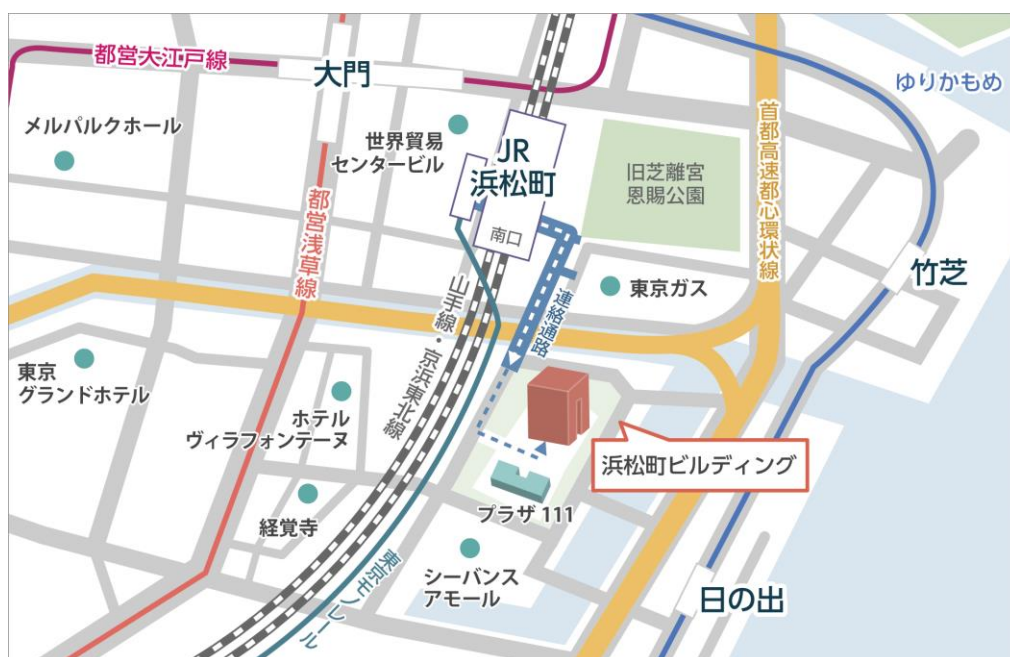 都営大江戸線
大門
ゆりかもめ
メルパルクホール
世界貿易
センタービル
JR
浜松町
南口
旧芝離宮
恩賜公園
首都高速都心環状線
都営浅草線
竹芝
東京ガス
連絡通路
山手線・京浜東北線
東京
グランドホテル
ホテル
ヴィラフォンテーヌ
浜松町ビルディング
経覚寺
プラザ 111
シーバンス
アモール
東京モノレール
日の出